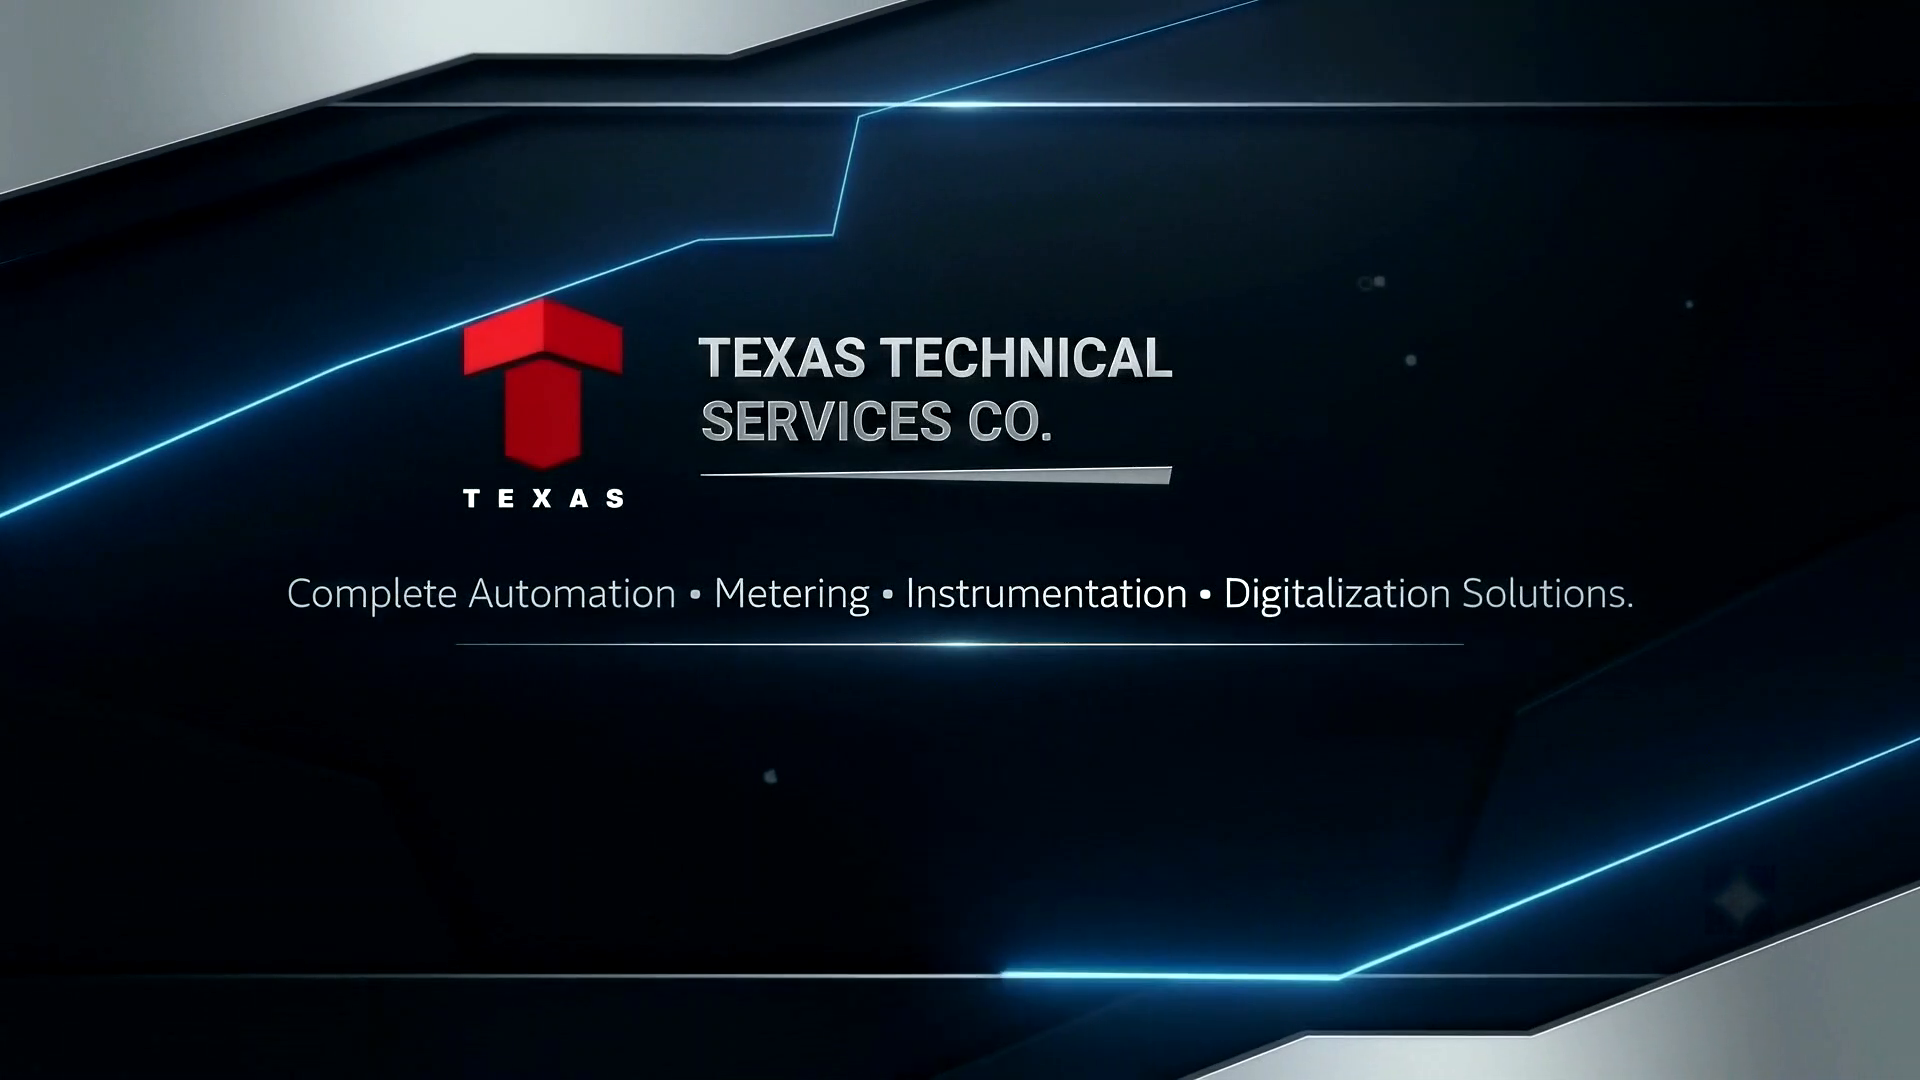 TEXAS TECHNICAL
SERVICES CO.
TEXAS
Complete Automation • Metering • Instrumentation • Digitalization Solutions.